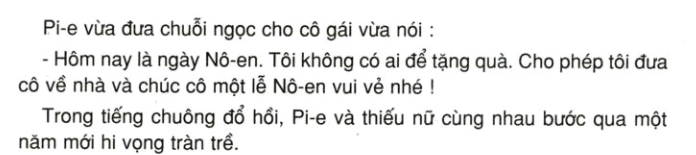 Pi-e vừa đưa chuỗi ngọc cho cô gái vừa nói :
- Hôm nay là ngày Nô-en. Tôi không có ai để tặng quà. Cho phép tôi đưa
cô về nhà và chúc cô một lễ Nô-en vui vẻ nhé !
Trong tiếng chuông đổ hồi, Pi-e và thiếu nữ cùng nhau bước qua một
năm mới hi vọng tràn trề.